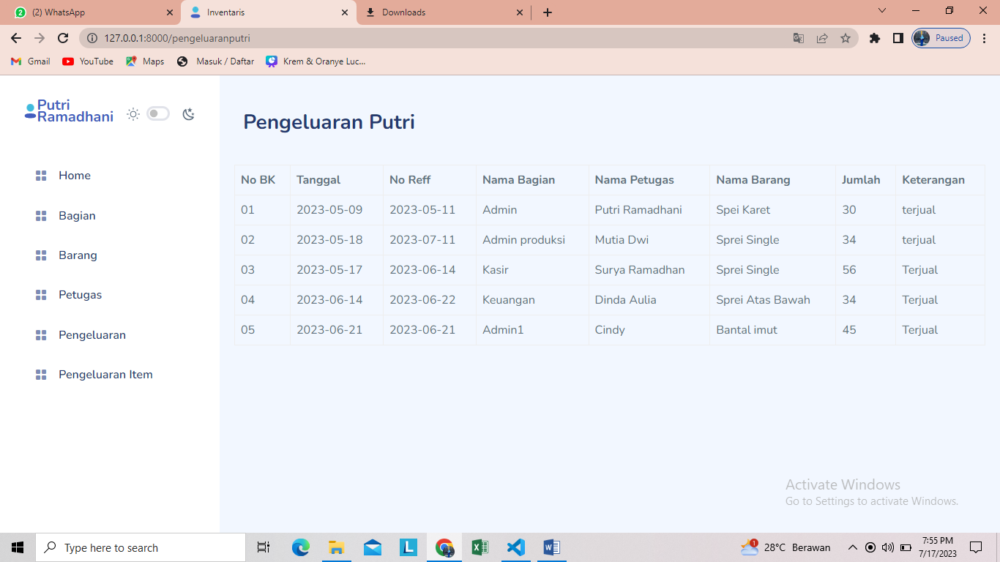 (2) WhatsApp
Inventaris
Downloads
127.0.0.1:8000/pengeluaranputri
Paused
Gmail
YouTube
Maps
Masuk / Daftar
Krem & Oranye Luc...
Putri
Ramadhani
Home
Bagian
Barang
Petugas
Pengeluaran
Pengeluaran Item
Pengeluaran Putri
No BK Tanggal No Reff Nama Bagian Nama Petugas Nama Barang Jumlah Keterangan
01 2023-05-09 2023-05-11 Admin Putri Ramadhani Spei Karet 30 terjual
02 2023-05-18 2023-07-11 Admin produksi Mutia Dwi Sprei Single 34 terjual
03 2023-05-17 2023-06-14 Kasir Surya Ramadhan Sprei Single 56 Terjual
04 2023-06-14 2023-06-22 Keuangan Dinda Aulia Sprei Atas Bawah 34 Terjual
05 2023-06-21 2023-06-21 Admin1 Cindy Bantal imut 45 Terjual
Activate Windows
Go to Settings to activate Windows.
Type here to search
28°C Berawan
7:55 PM
7/17/2023